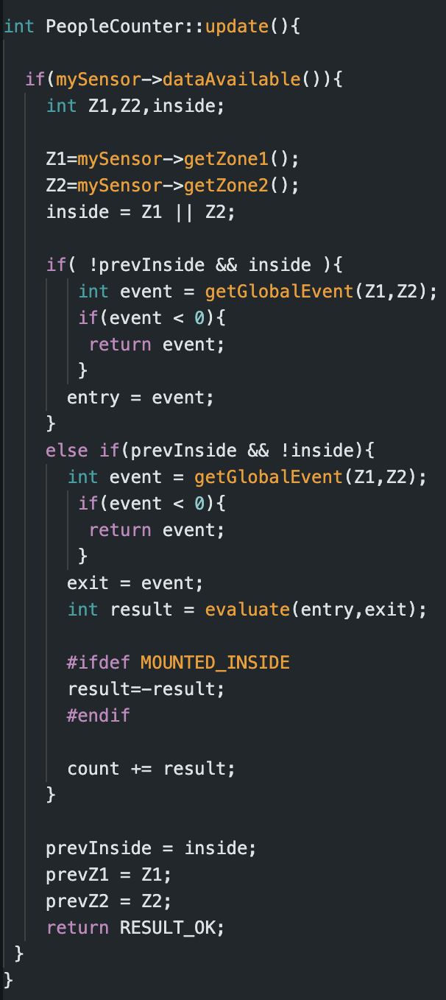 int PeopleCounter::update(){
if(mySensor->dataAvailable()){
int Z1,Z2,inside;
Z1=mySensor->getZone1();
Z2=mySensor->getZone2();
inside = Z1 || Z2;
if( !prevInside && inside ){
int event = getGlobalEvent(Z1,Z2);
if(event < 0){
return event;
}
entry = event;
}
else if(prevInside && !inside){
int event = getGlobalEvent(Z1,Z2);
if(event < 0){
return event;
}
exit = event;
int result = evaluate(entry,exit);
#ifdef MOUNTED_INSIDE
result=-result;
#endif
count += result;
}
prevInside = inside;
prevZ1 = Z1;
prevZ2 = Z2;
return RESULT_OK;
}
}